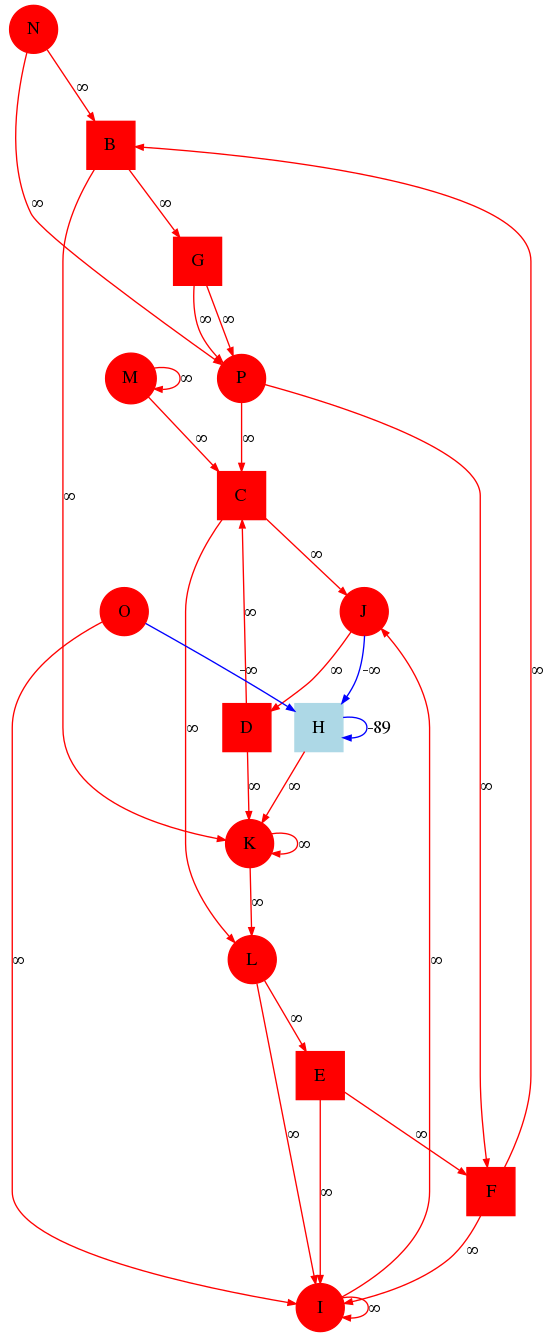 N
∞
B
∞ ∞
G
∞ ∞
M ∞ P
∞ ∞
C
∞
∞
O ∞ J
-∞ ∞ -∞
∞ D H -89
∞ ∞ ∞
K ∞
∞
∞ L ∞
∞
E
∞ ∞
∞ F
∞
I ∞